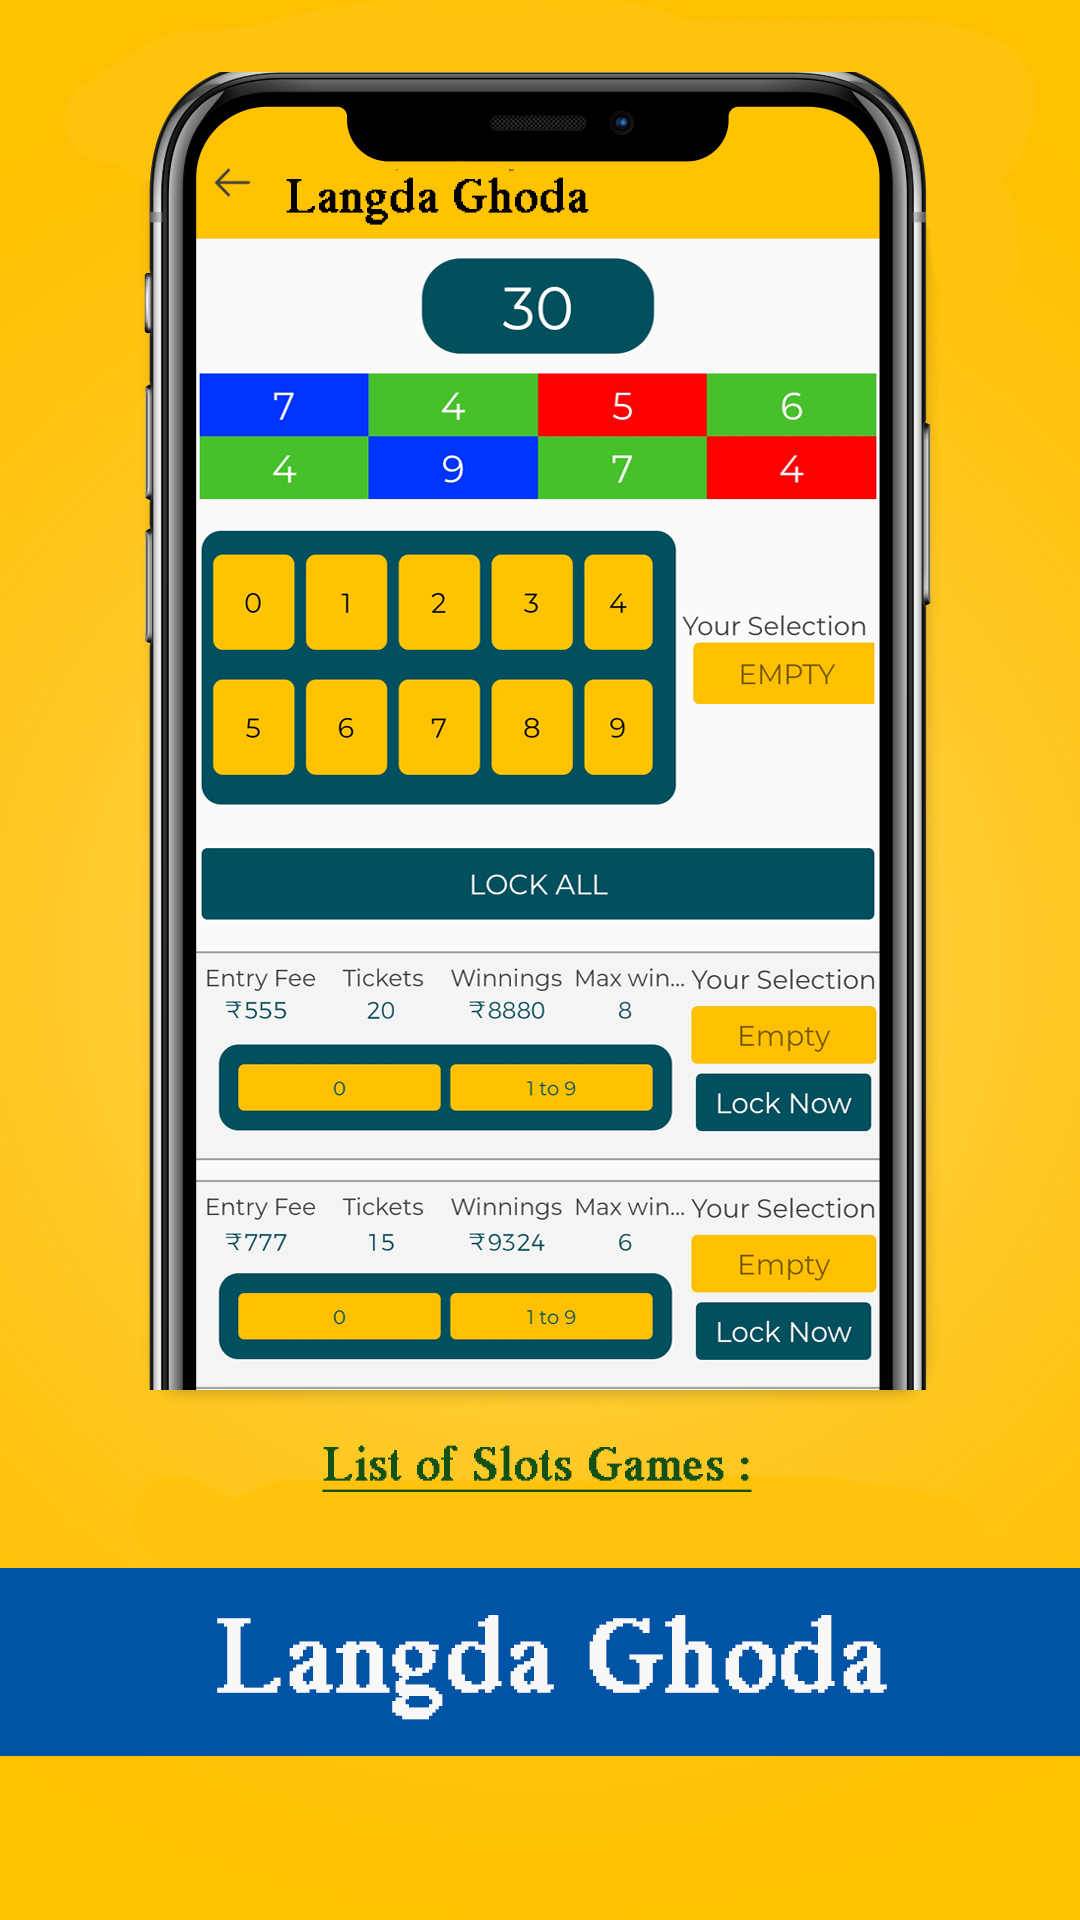 Langda Ghoda
30
7 4 5 6
4 9 7 4
0 1 2 3 4
5 6 7 8 9
Your Selection
EMPTY
LOCK ALL
Entry Fee Tickets Winnings Max win... Your Selection
₹555 20 ₹8880 8
Empty
0 1 to 9
Lock Now
Entry Fee Tickets Winnings Max win... Your Selection
₹777 15 ₹9324 6
Empty
0 1 to 9
Lock Now
List of Slots Games :
Langda Ghoda